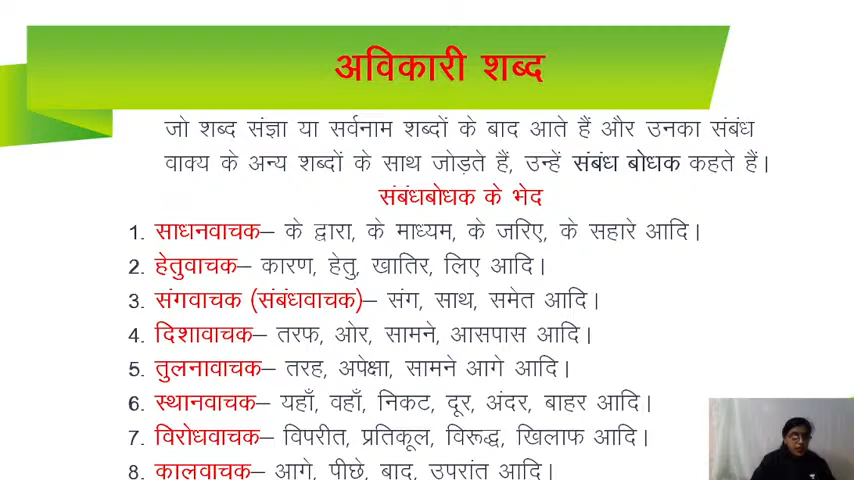 अविकारी शब्द
जो शब्द संज्ञा या सर्वनाम शब्दों के बाद आते हैं और उनका संबंध
वाक्य के अन्य शब्दों के साथ जोड़ते हैं, उन्हें संबंध बोधक कहते हैं।
संबंधबोधक के भेद
1. साधनवाचक– के द्वारा, के माध्यम, के जरिए, के सहारे आदि।
2. हेतुवाचक– कारण, हेतु, खातिर, लिए आदि।
3. संगवाचक (संबंधवाचक)– संग, साथ, समेत आदि।
4. दिशावाचक– तरफ, ओर, सामने, आसपास आदि।
5. तुलनावाचक– तरह, अपेक्षा, सामने आगे आदि।
6. स्थानवाचक– यहाँ, वहाँ, निकट, दूर, अंदर, बाहर आदि।
7. विरोधवाचक– विपरीत, प्रतिकूल, विरूद्ध, खिलाफ आदि।
8. कालवाचक– आगे, पीछे, बाद, उपरांत आदि।